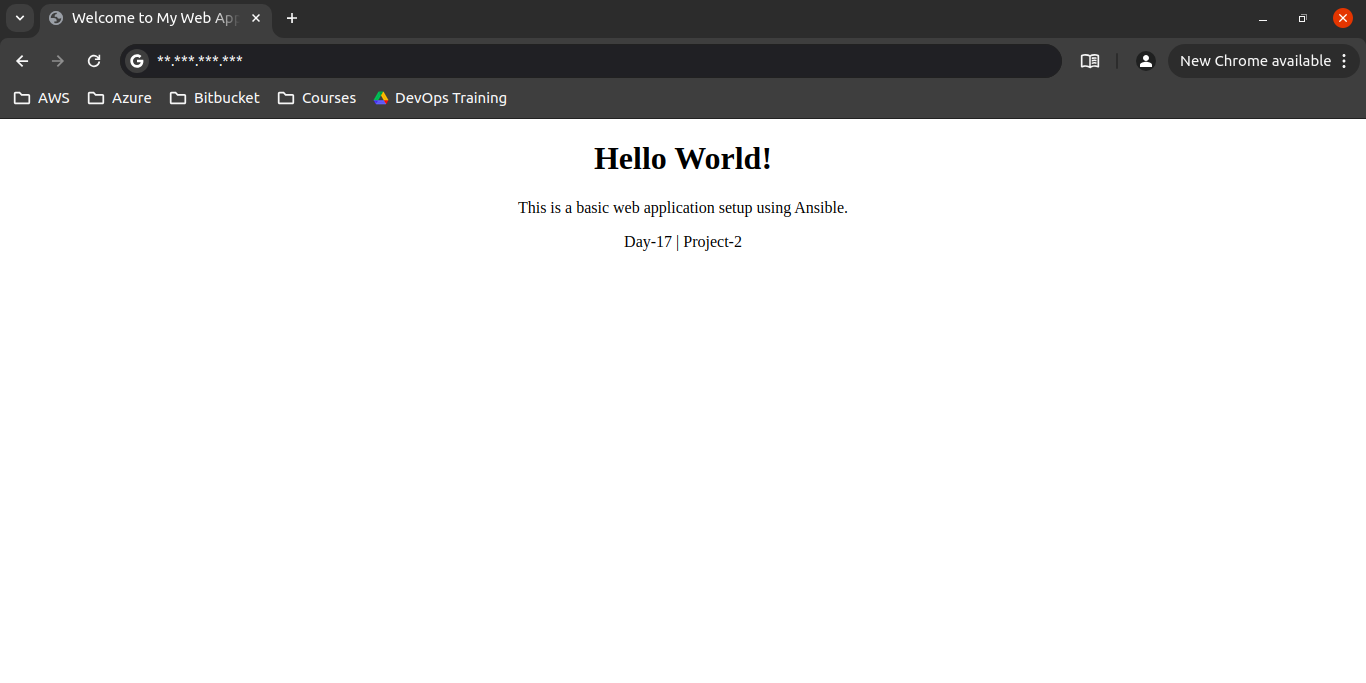 Welcome to My Web App
**.***.***.***
New Chrome available
AWS
Azure
Bitbucket
Courses
DevOps Training
Hello World!
This is a basic web application setup using Ansible.
Day-17 | Project-2